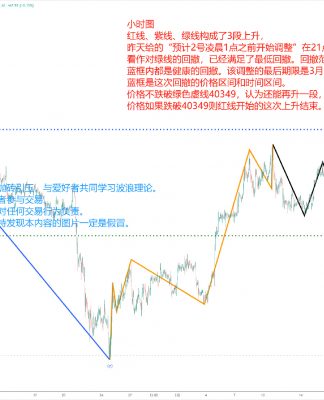 小时图
红线、紫线、绿线构成了3段上升，
昨天给的“预计2号凌晨1点之前开始调整”在21点
看作对绿线的回撤，已经满足了最低回撤。回撤范
蓝框内都是健康的回撤。该调整的最后期限是3月
蓝框是这次回撤的价格区间和时间区间。
价格不跌破绿色虚线40349，认为还能再升一段，
价格如果跌破40349则红线开始的这次上升结束。
与爱好者共同学习波浪理论。
者参与交易，
对任何交易行为负责。
发现本内容的图片一定是假冒。